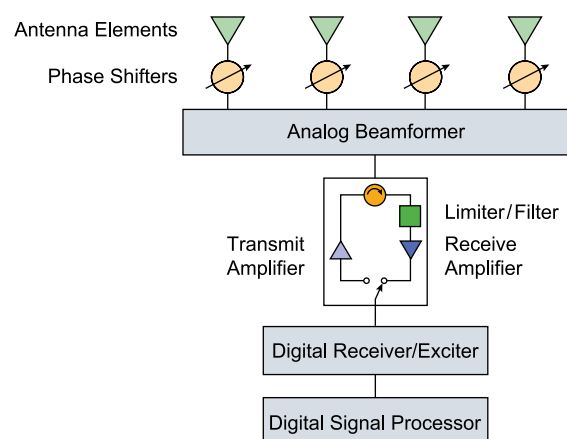 Antenna Elements
Phase Shifters
Analog Beamformer
Limiter/Filter
Transmit
Amplifier
Receive
Amplifier
Digital Receiver/Exciter
Digital Signal Processor